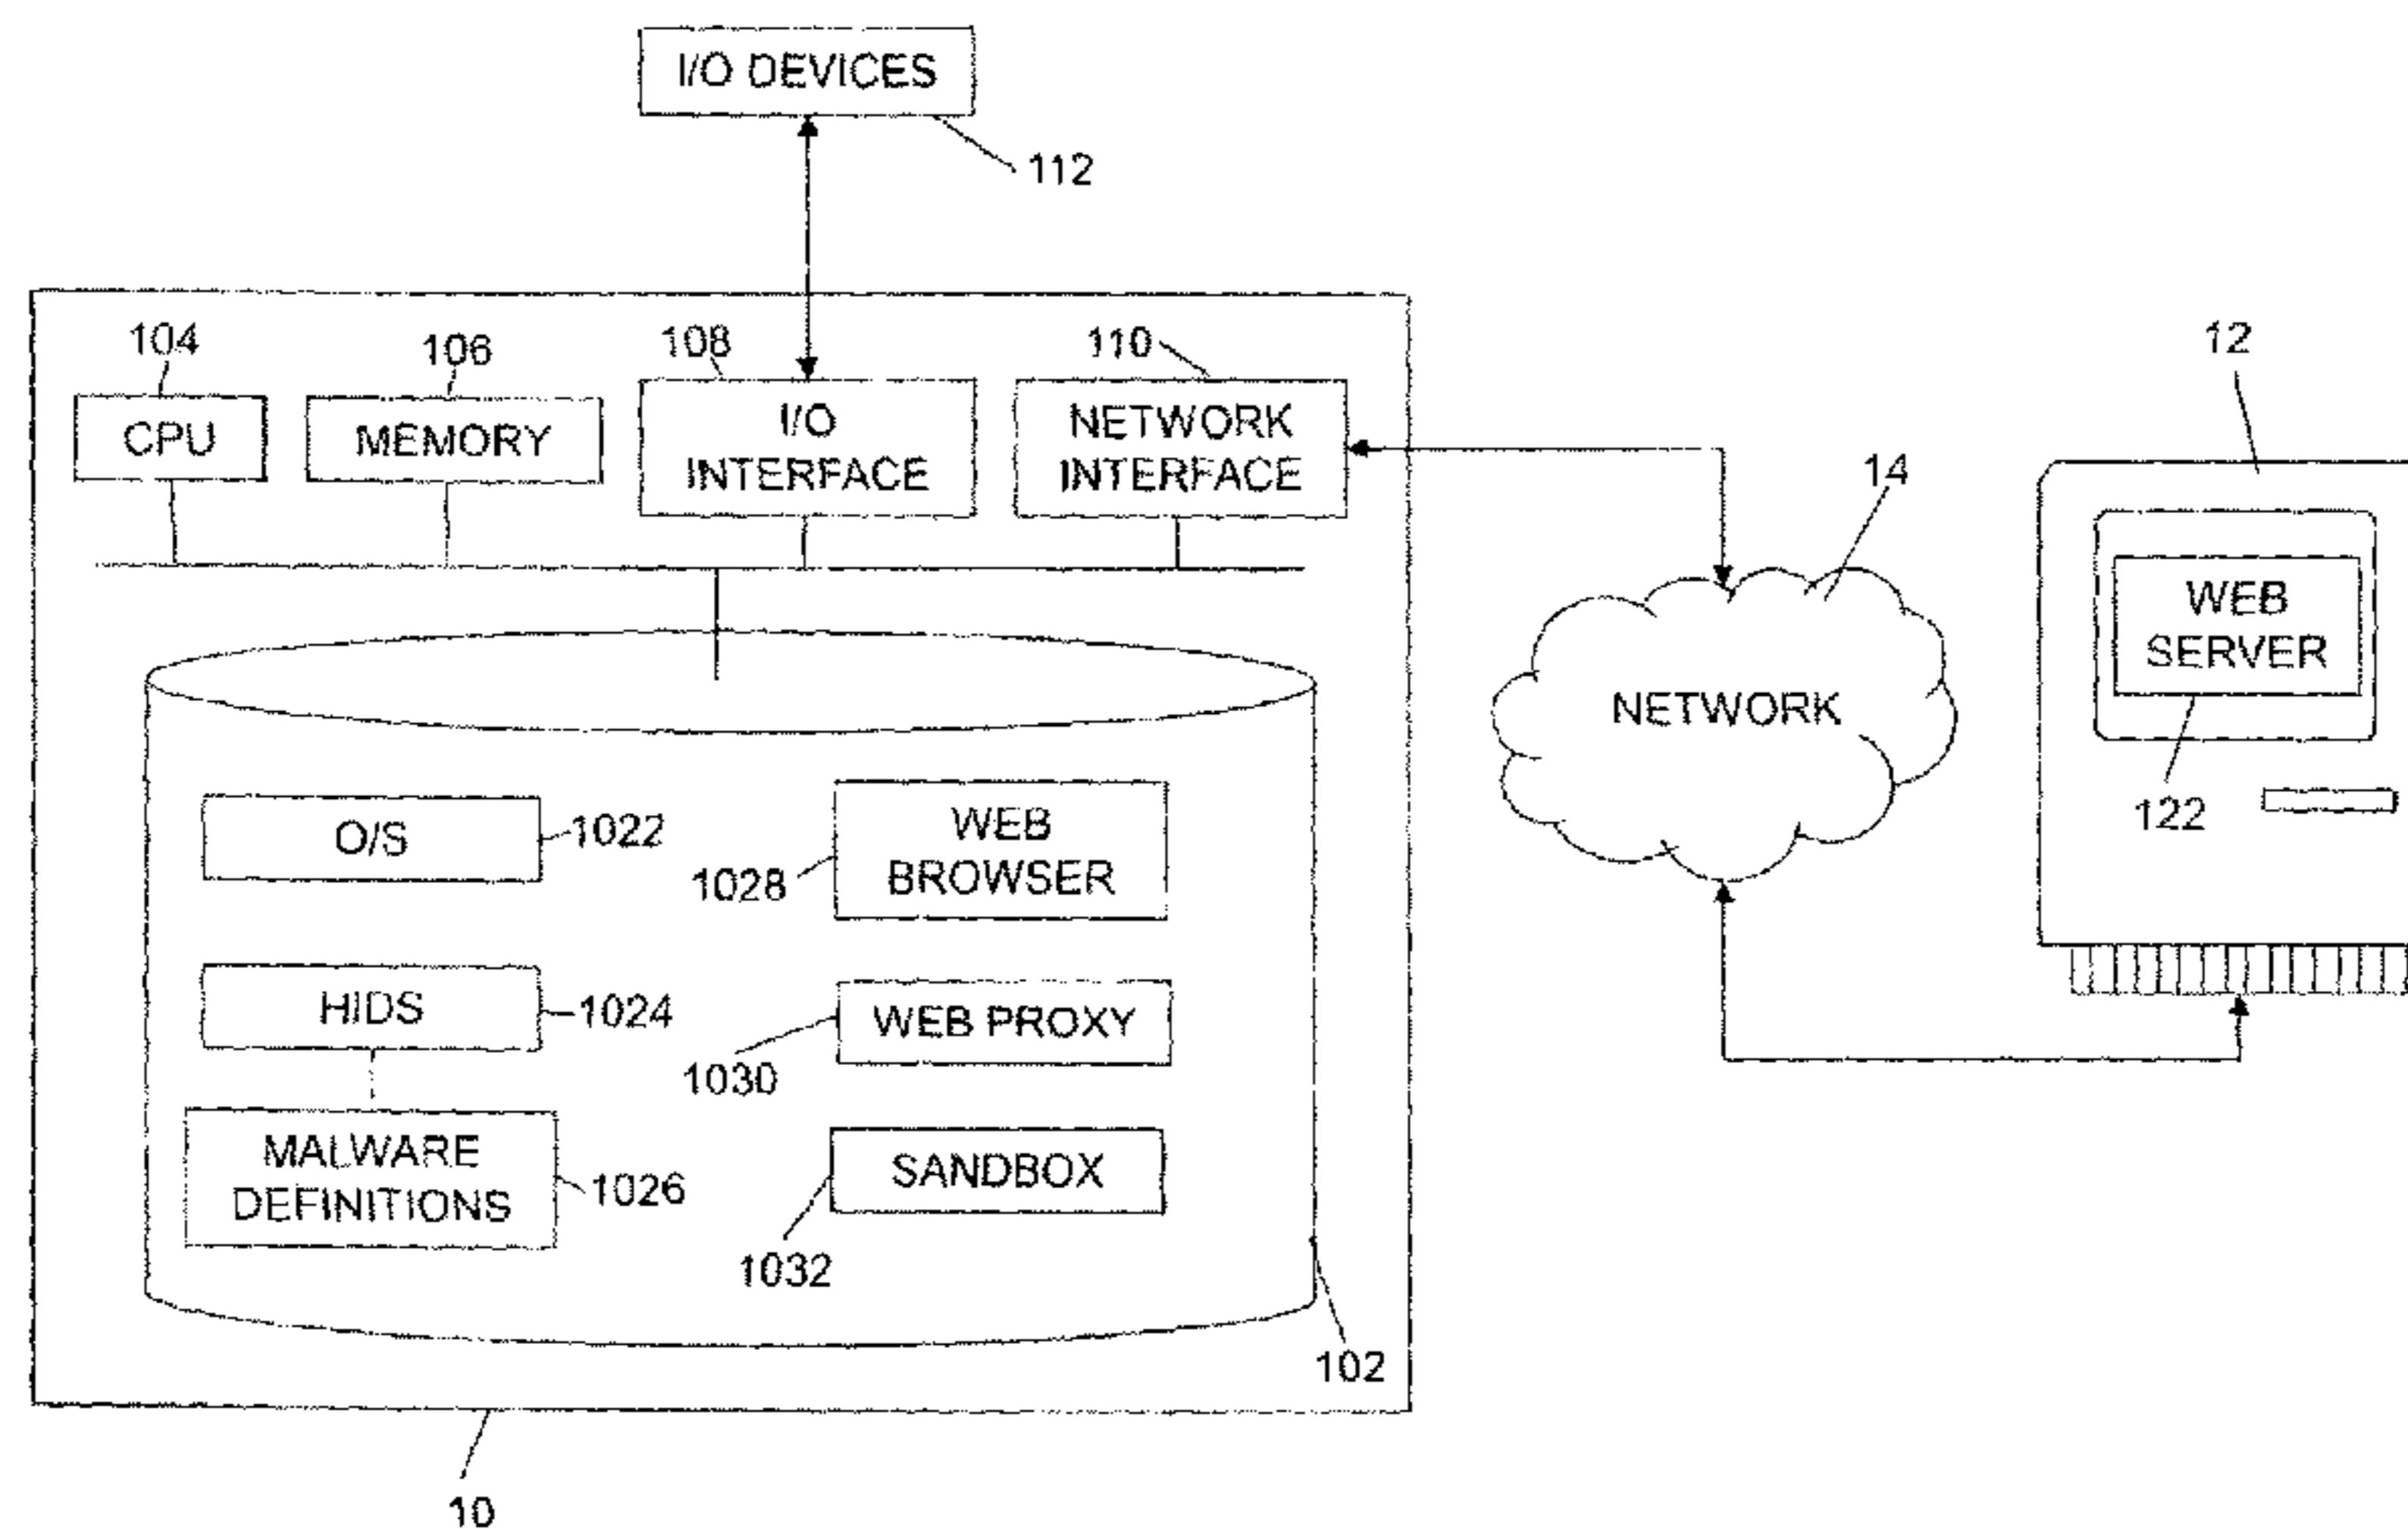 I/O DEVICES
112
104
106
108
110
12
CPU
MEMORY
I/O
INTERFACE
NETWORK
INTERFACE
14
WEB
SERVER
NETWORK
122
O/S
1022
WEB
BROWSER
1028
HIDS
1024
WEB PROXY
1030
MALWARE
DEFINITIONS
1026
SANDBOX
1032
102
10